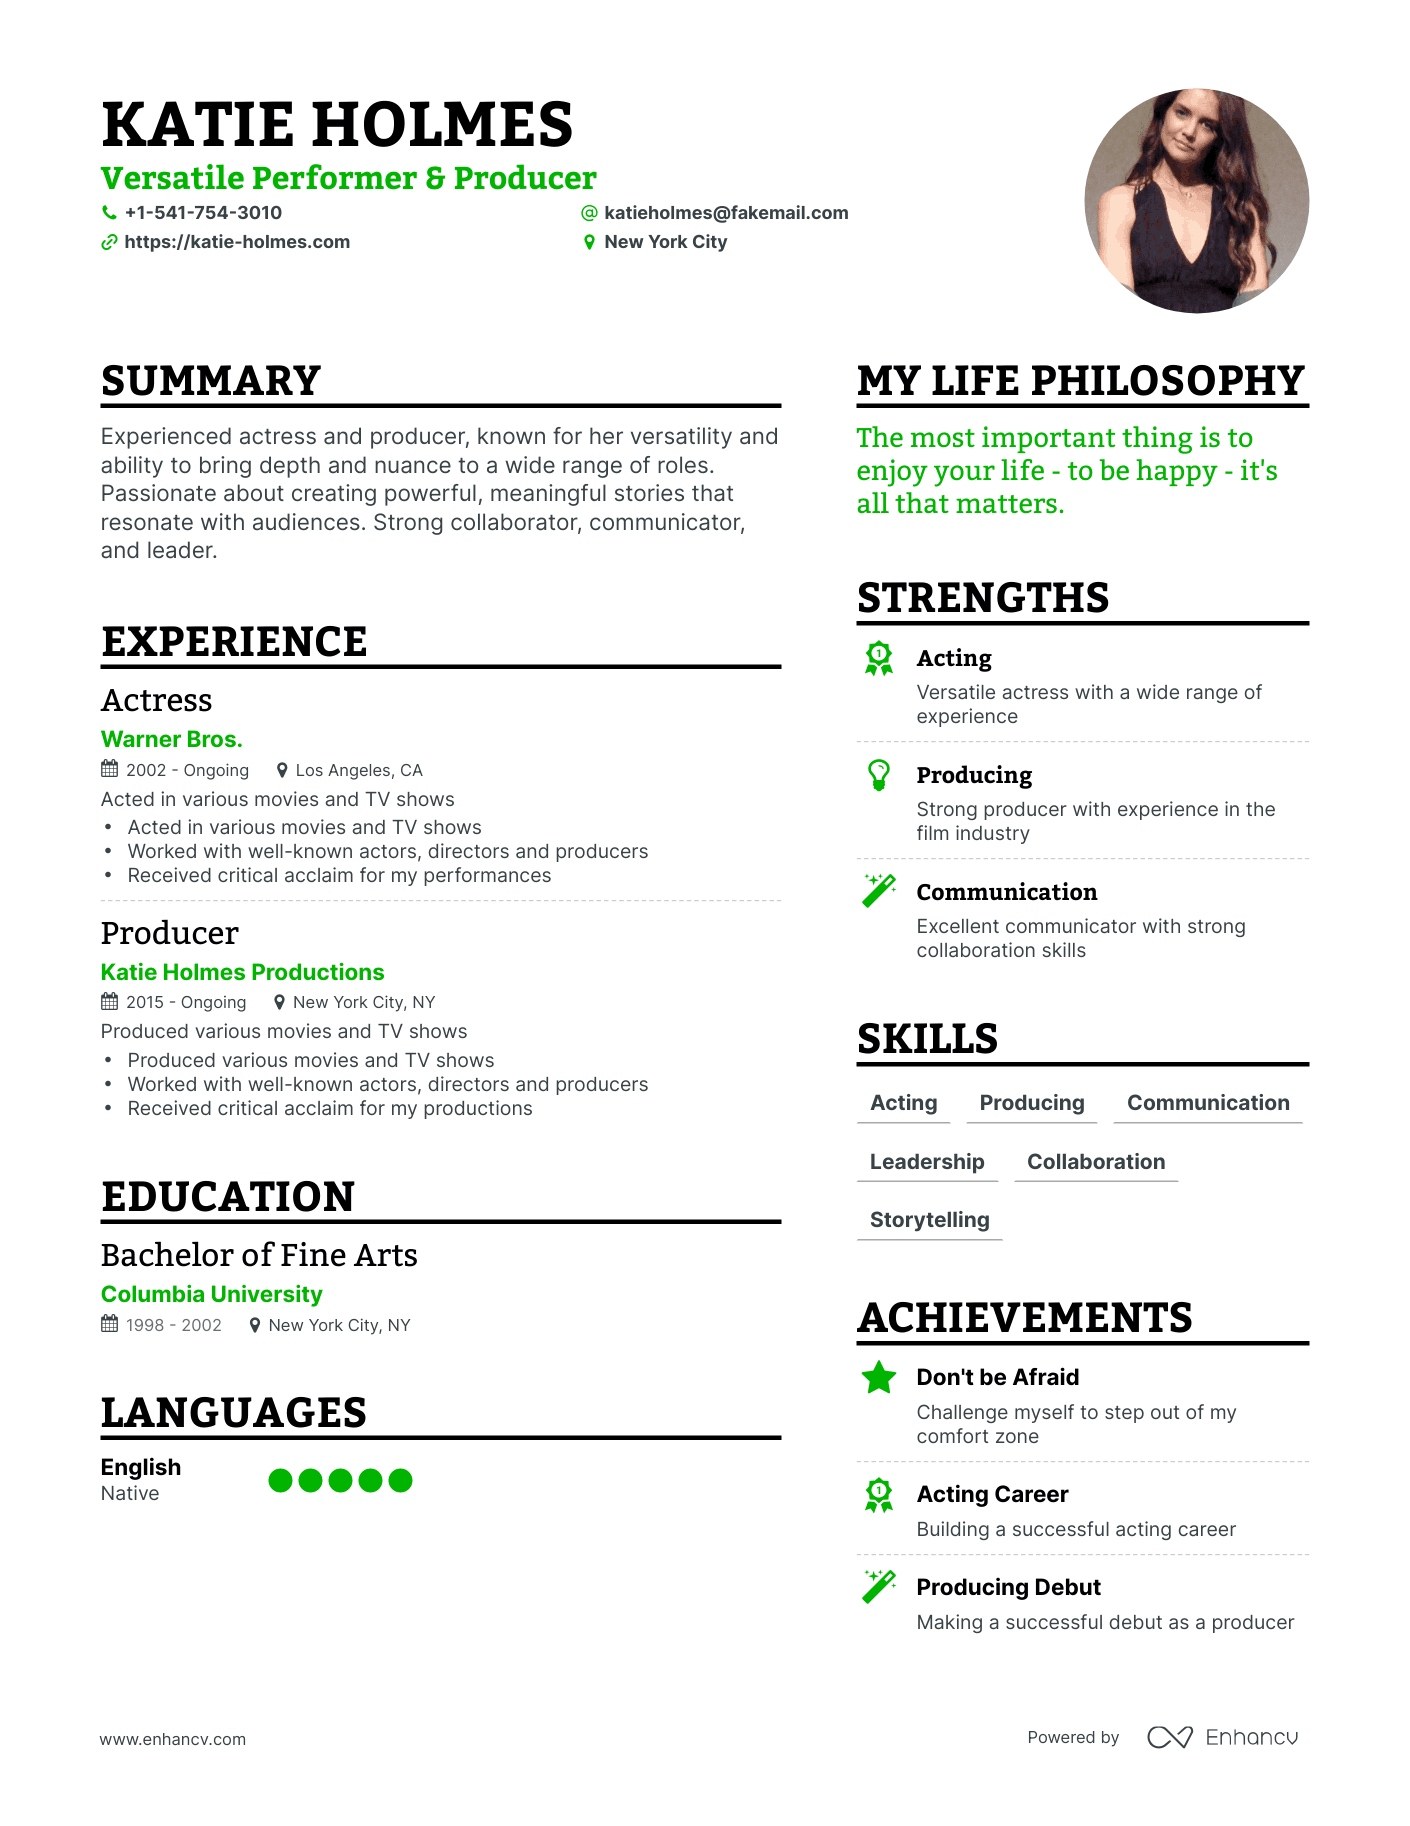 KATIE HOLMES
Versatile Performer & Producer
+1-541-754-3010
katieholmes@fakemail.com
https://katie-holmes.com
New York City
SUMMARY
Experienced actress and producer, known for her versatility and
ability to bring depth and nuance to a wide range of roles.
Passionate about creating powerful, meaningful stories that
resonate with audiences. Strong collaborator, communicator,
and leader.
EXPERIENCE
Actress
Warner Bros.
2002 - Ongoing
Los Angeles, CA
Acted in various movies and TV shows
• Acted in various movies and TV shows
• Worked with well-known actors, directors and producers
• Received critical acclaim for my performances
Producer
Katie Holmes Productions
2015 - Ongoing
New York City, NY
Produced various movies and TV shows
• Produced various movies and TV shows
• Worked with well-known actors, directors and producers
• Received critical acclaim for my productions
EDUCATION
Bachelor of Fine Arts
Columbia University
1998 - 2002
New York City, NY
LANGUAGES
English
Native
MY LIFE PHILOSOPHY
The most important thing is to
enjoy your life - to be happy - it's
all that matters.
STRENGTHS
1
Acting
Versatile actress with a wide range of
experience
Producing
Strong producer with experience in the
film industry
Communication
Excellent communicator with strong
collaboration skills
SKILLS
Acting Producing Communication
Leadership Collaboration
Storytelling
ACHIEVEMENTS
Don't be Afraid
Challenge myself to step out of my
comfort zone
1
Acting Career
Building a successful acting career
Producing Debut
Making a successful debut as a producer
www.enhancv.com
Powered by Enhancv